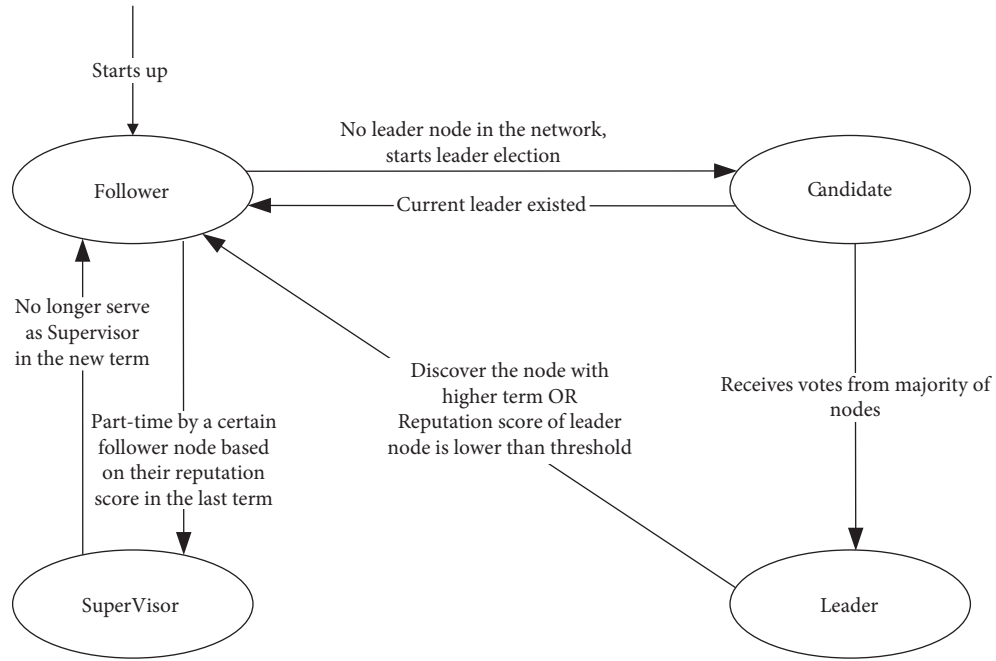 Starts up
No leader node in the network,
starts leader election
Follower
Candidate
Current leader existed
No longer serve
as Supervisor
in the new term
Discover the node with
higher term OR
Reputation score of leader
node is lower than threshold
Receives votes from majority of
nodes
Part-time by a certain
follower node based
on their reputation
score in the last term
SuperVisor
Leader